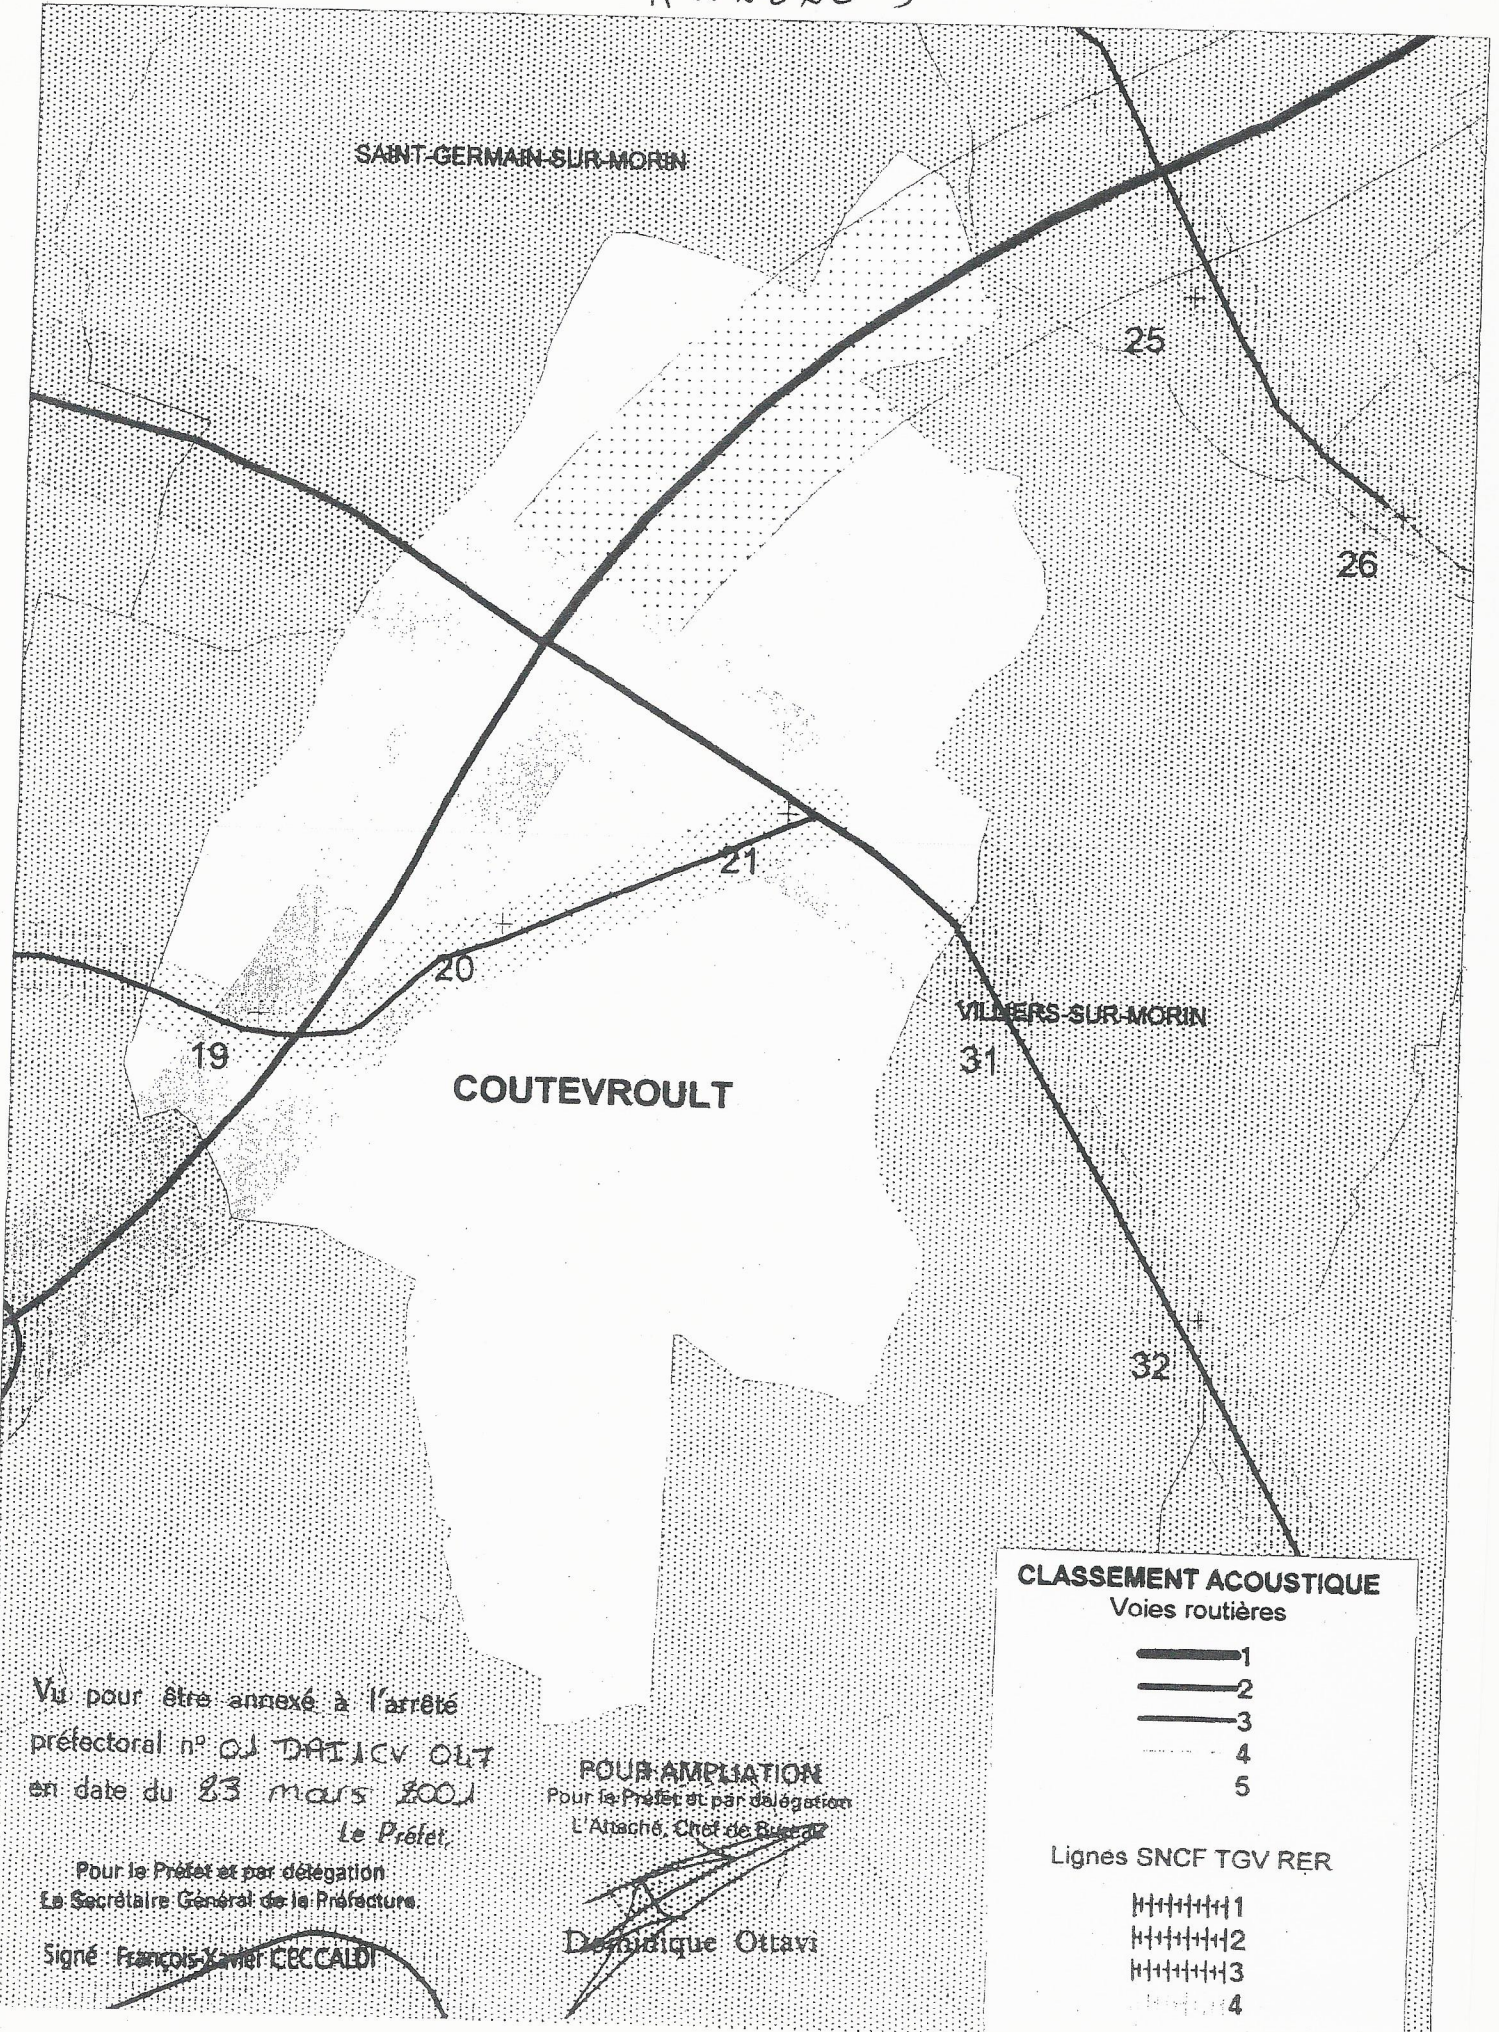 SAINT-GERMAIN-SUR-MORIN
25
26
21
20
19
VILLIERS-SUR-MORIN
31
COUTEVROULT
32
CLASSEMENT ACOUSTIQUE
Voies routières
1
2
3
4
5
Lignes SNCF TGV RER
1
2
3
4
Vu pour être annexé à l'arrêté
préfectoral n° 01 DAI1CV 047
en date du 23 mars 2001
Le Préfet,
Pour le Préfet et par délégation
Le Secrétaire Général de la Préfecture.
Signé : François-Xavier CECCALDI
POUR AMPLIATION
Pour le Préfet et par délégation
L'Attaché, Chef de Bureau
Dominique Ottavi